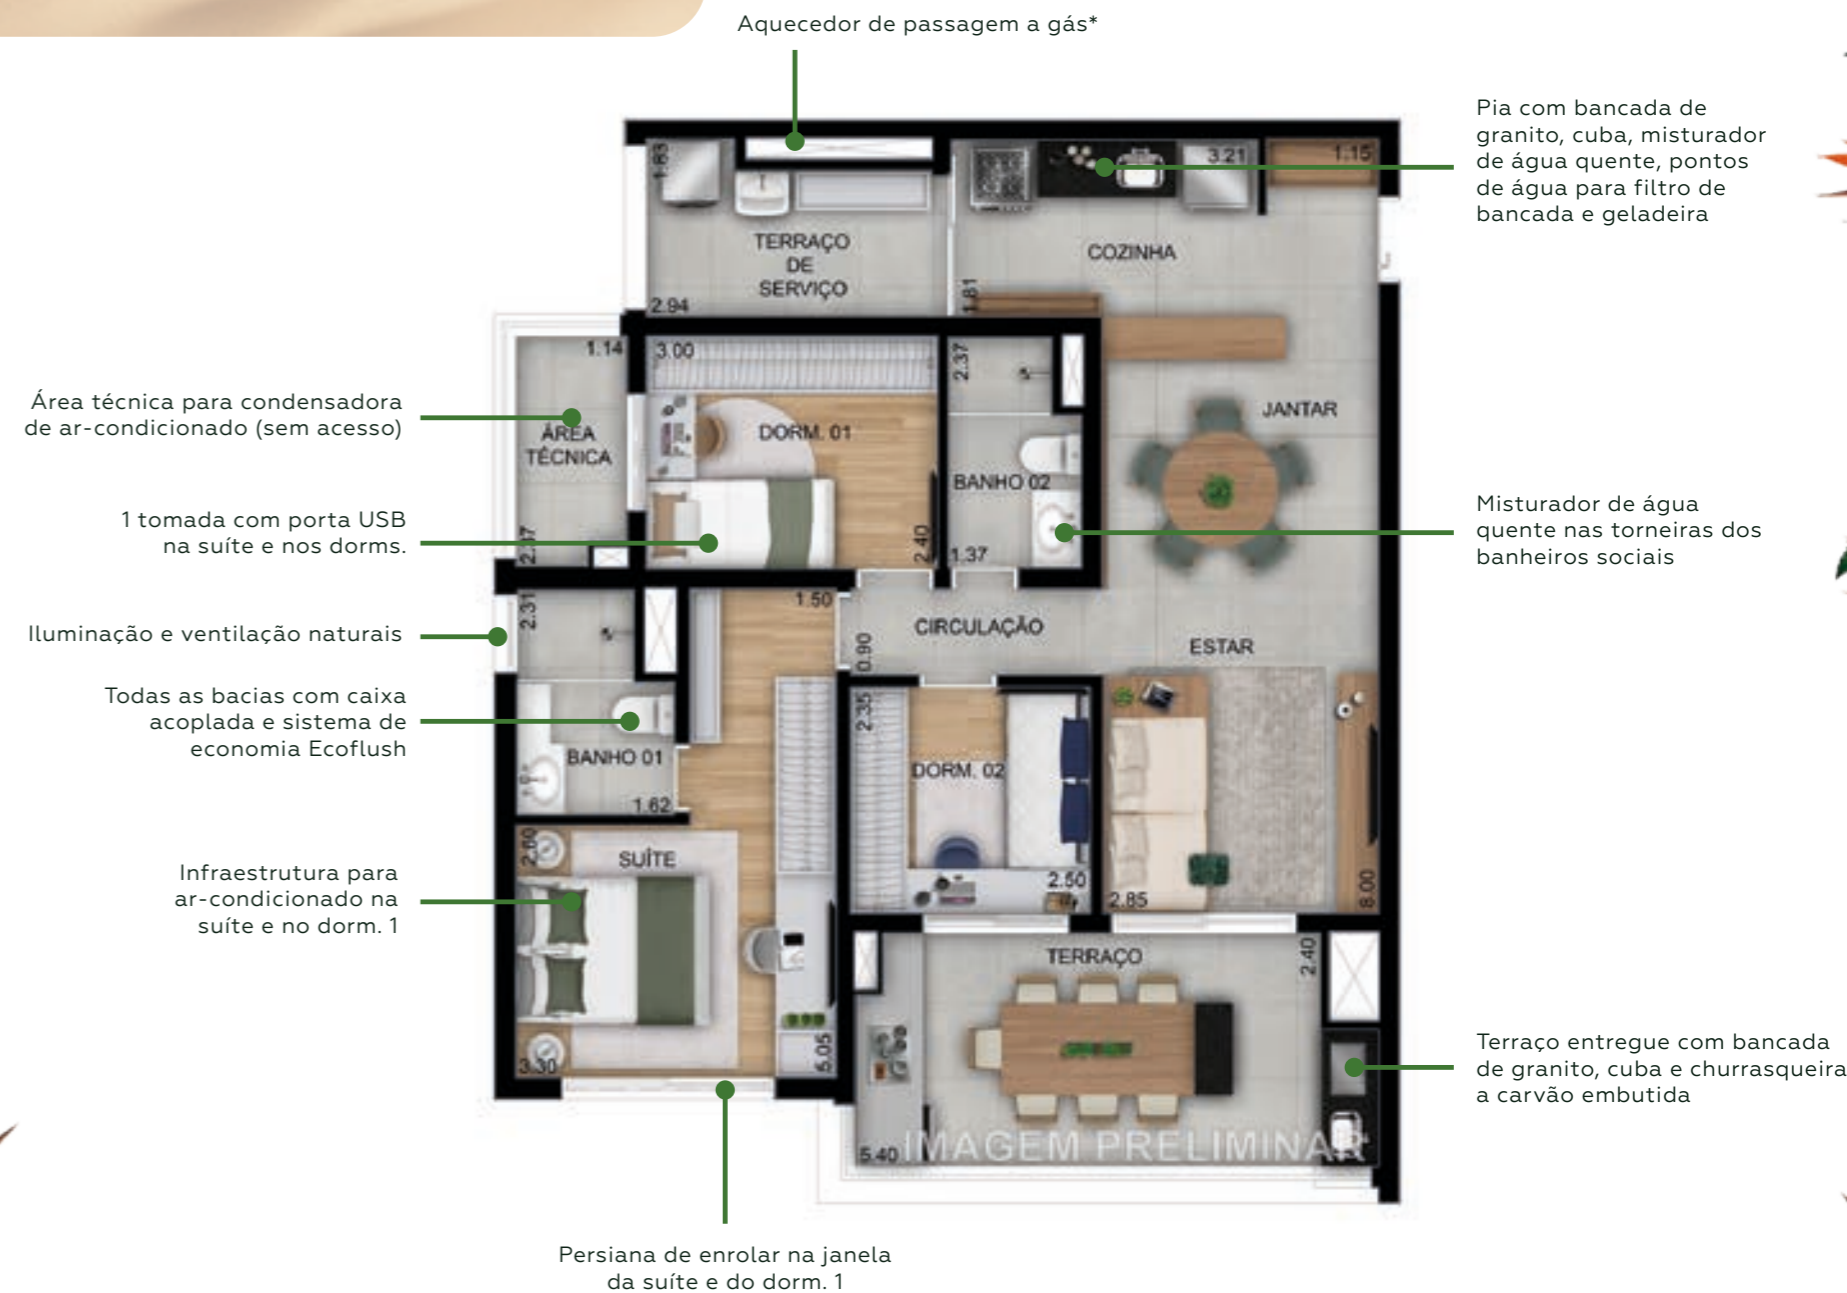 Aquecedor de passagem a gás*
Pia com bancada de
granito, cuba, misturador
de água quente, pontos
de água para filtro de
bancada e geladeira
1.83
3.21
1.15
TERRAÇO
DE
SERVIÇO
COZINHA
2.94
1.81
Área técnica para condensadora
de ar-condicionado (sem acesso)
1.14
3.00
2.37
ÁREA
TÉCNICA
DORM. 01
JANTAR
BANHO 02
1 tomada com porta USB
na suíte e nos dorms.
2.37
2.40
1.37
Misturador de água
quente nas torneiras dos
banheiros sociais
Iluminação e ventilação naturais
2.31
1.50
CIRCULAÇÃO
0.90
ESTAR
Todas as bacias com caixa
acoplada e sistema de
economia Ecoflush
BANHO 01
1.62
2.35
DORM. 02
Infraestrutura para
ar-condicionado na
suíte e no dorm. 1
2.60
SUÍTE
2.50
2.85
8.00
TERRAÇO
2.40
3.30
5.05
Terraço entregue com bancada
de granito, cuba e churrasqueira
a carvão embutida
5.40
IMAGEM PRELIMINAR
Persiana de enrolar na janela
da suíte e do dorm. 1